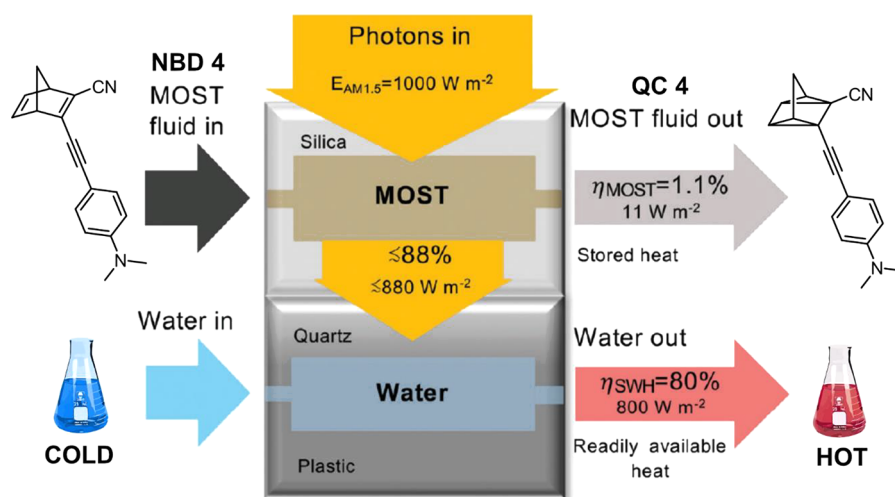 NBD 4
MOST
fluid in
Photons in
E_AM1.5=1000 W m⁻²
QC 4
MOST fluid out
CN
N
Silica
MOST
ηMOST=1.1%
11 W m⁻²
Stored heat
CN
N
≲88%
≲880 W m⁻²
Water in
COLD
Quartz
Water
Plastic
Water out
ηSWH=80%
800 W m⁻²
Readily available
heat
HOT